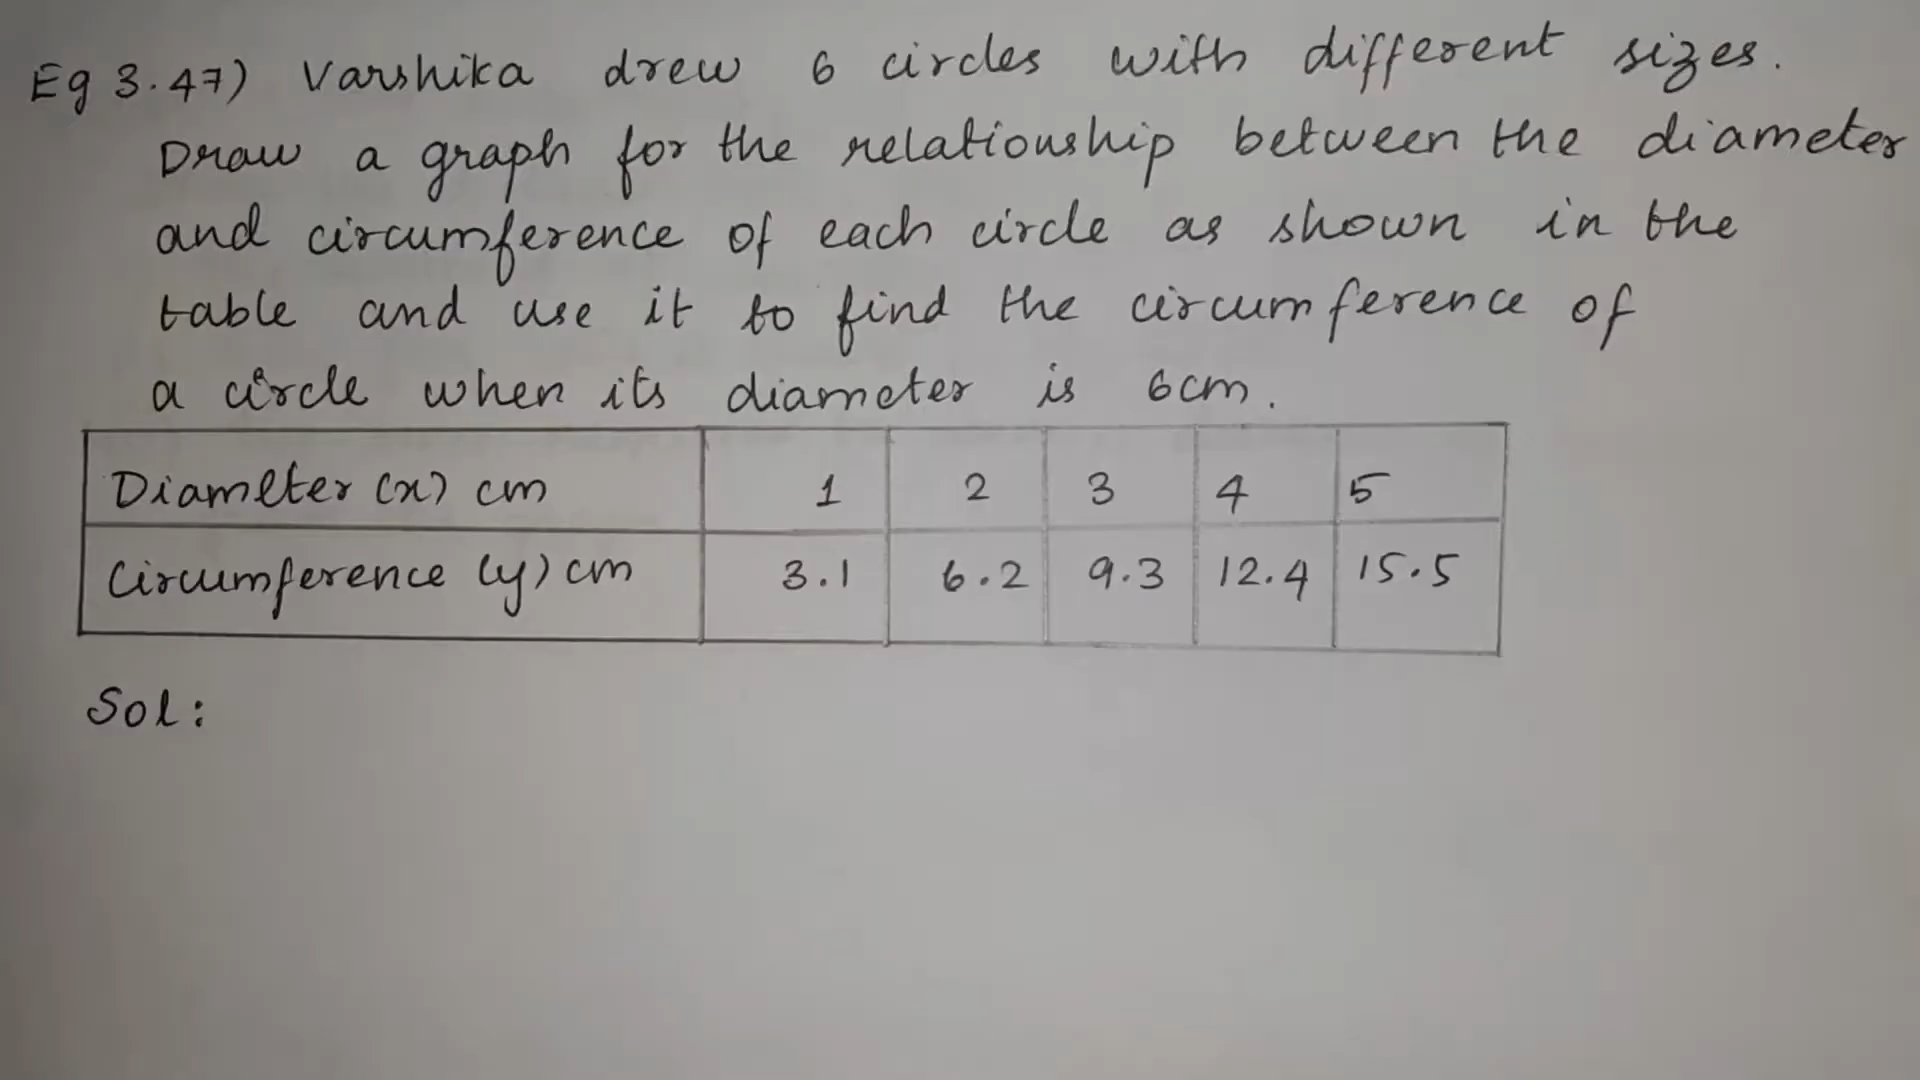 Eg 3.47) Varshika drew 6 circles with different sizes.
Draw a graph for the relationship between the diameter
and circumference of each circle as shown in the
table and use it to find the circumference of
a circle when its diameter is 6cm.
Diameter (x) cm 1 2 3 4 5
Circumference (y) cm 3.1 6.2 9.3 12.4 15.5
Sol: